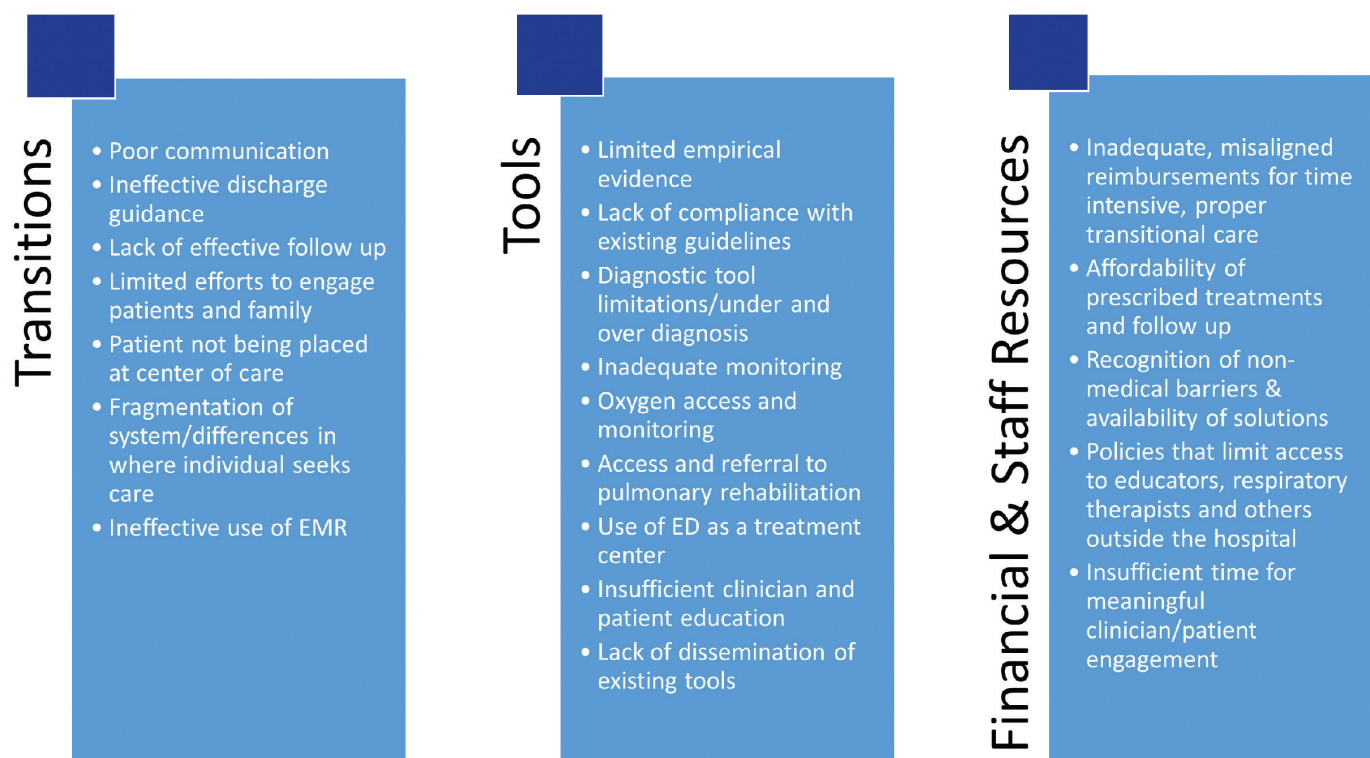 Transitions
• Poor communication
• Ineffective discharge
guidance
• Lack of effective follow up
• Limited efforts to engage
patients and family
• Patient not being placed
at center of care
• Fragmentation of
system/differences in
where individual seeks
care
• Ineffective use of EMR
Tools
• Limited empirical
evidence
• Lack of compliance with
existing guidelines
• Diagnostic tool
limitations/under and
over diagnosis
• Inadequate monitoring
• Oxygen access and
monitoring
• Access and referral to
pulmonary rehabilitation
• Use of ED as a treatment
center
• Insufficient clinician and
patient education
• Lack of dissemination of
existing tools
Financial & Staff Resources
• Inadequate, misaligned
reimbursements for time
intensive, proper
transitional care
• Affordability of
prescribed treatments
and follow up
• Recognition of non-
medical barriers &
availability of solutions
• Policies that limit access
to educators, respiratory
therapists and others
outside the hospital
• Insufficient time for
meaningful
clinician/patient
engagement